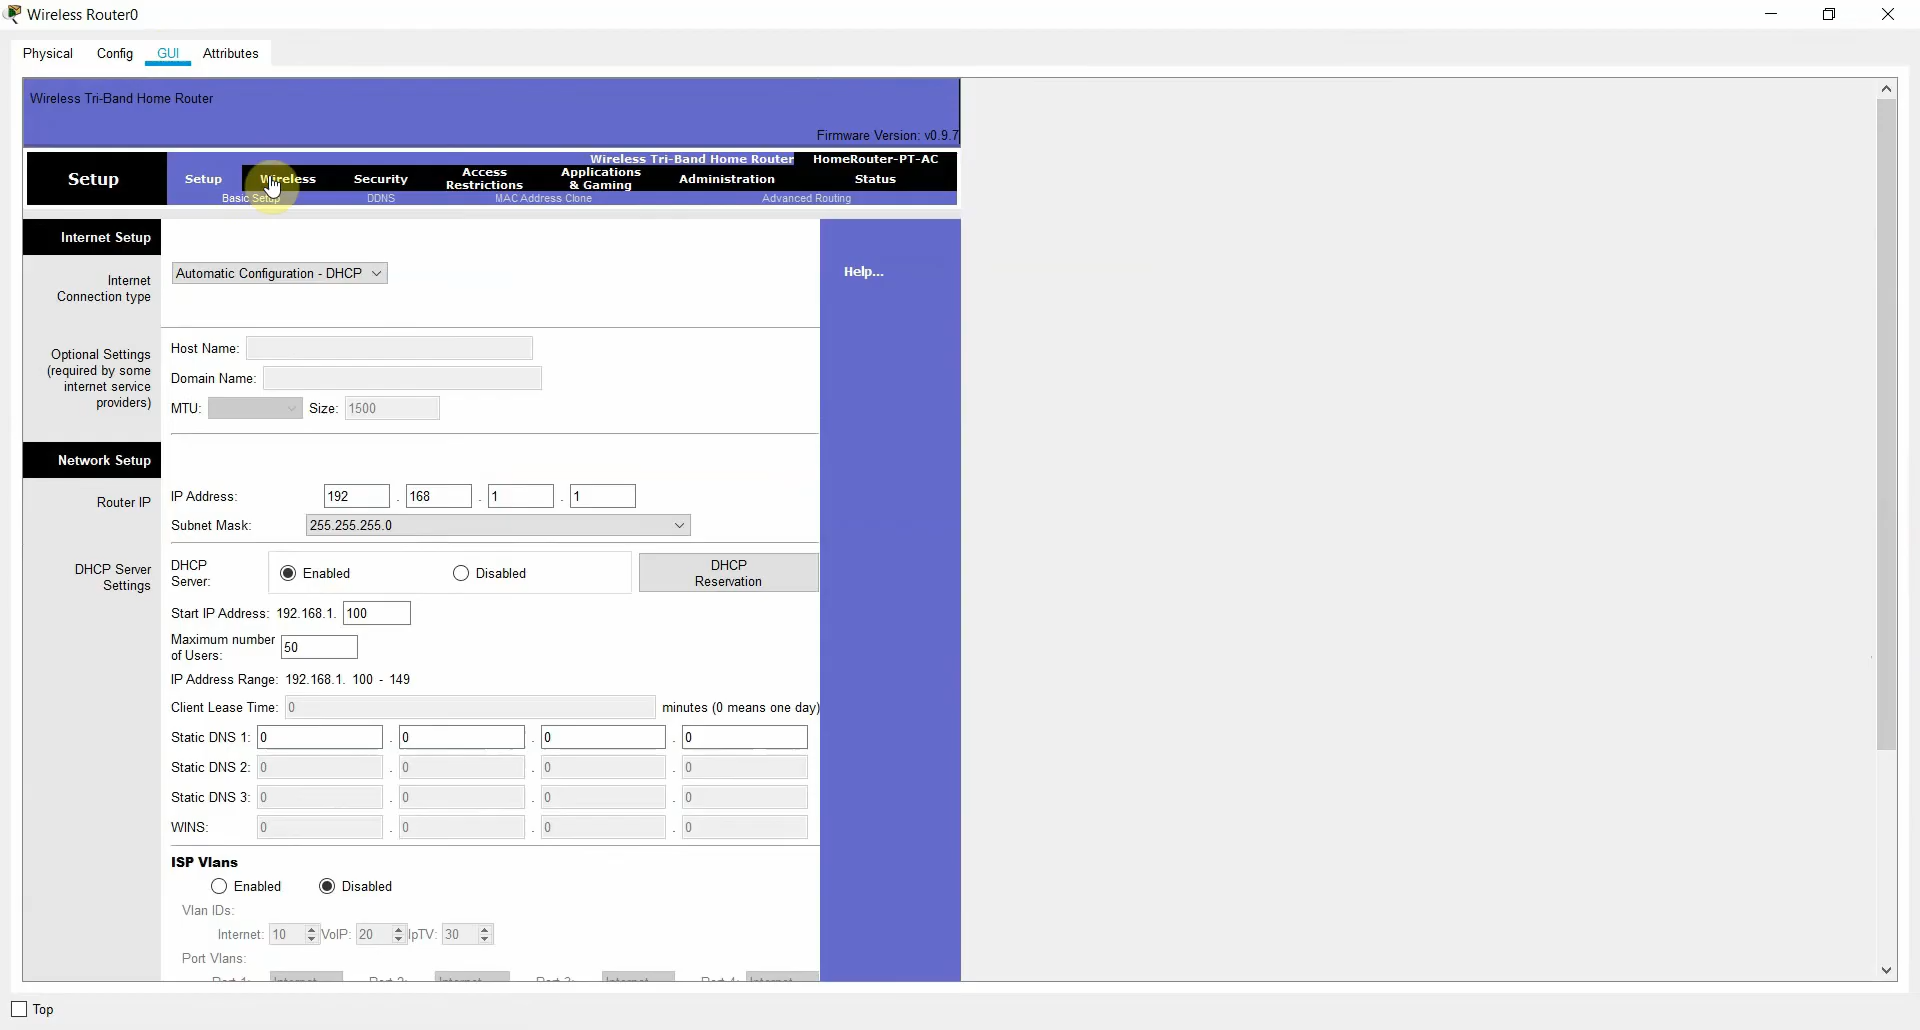 Wireless Router0
Physical Config GUI Attributes
Wireless Tri-Band Home Router
Firmware Version: v0.9.7
Wireless Tri-Band Home Router HomeRouter-PT-AC
Setup
Setup Wireless Security Access Restrictions Applications & Gaming Administration Status
Basic Setup DDNS MAC Address Clone Advanced Routing
Internet Setup
Internet
Connection type
Automatic Configuration - DHCP
Help...
Optional Settings
(required by some
internet service
providers)
Host Name:
Domain Name:
MTU: Size: 1500
Network Setup
Router IP
IP Address: 192 . 168 . 1 . 1
Subnet Mask: 255.255.255.0
DHCP Server
Settings
DHCP
Server:
Enabled Disabled
DHCP
Reservation
Start IP Address: 192.168.1. 100
Maximum number
of Users:
50
IP Address Range: 192.168.1. 100 - 149
Client Lease Time: 0 minutes (0 means one day)
Static DNS 1: 0 . 0 . 0 . 0
Static DNS 2: 0 . 0 . 0 . 0
Static DNS 3: 0 . 0 . 0 . 0
WINS: 0 . 0 . 0 . 0
ISP Vlans
Enabled Disabled
Vlan IDs:
Internet: 10 VoIP: 20 IpTV: 30
Port Vlans:
Top